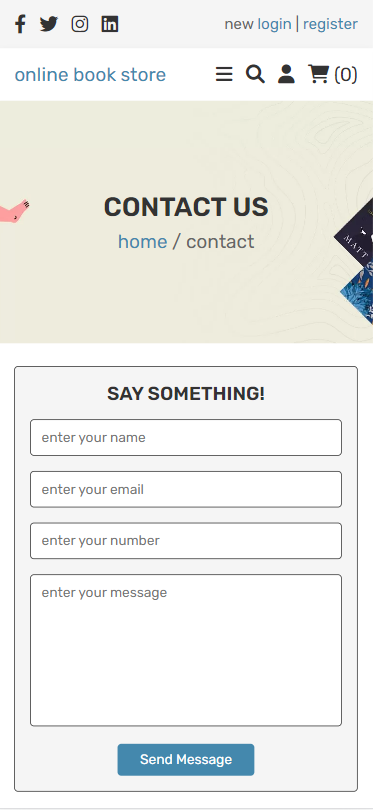 new login | register
online book store
(0)
CONTACT US
home / contact
MATT
SAY SOMETHING!
enter your name
enter your email
enter your number
enter your message
Send Message